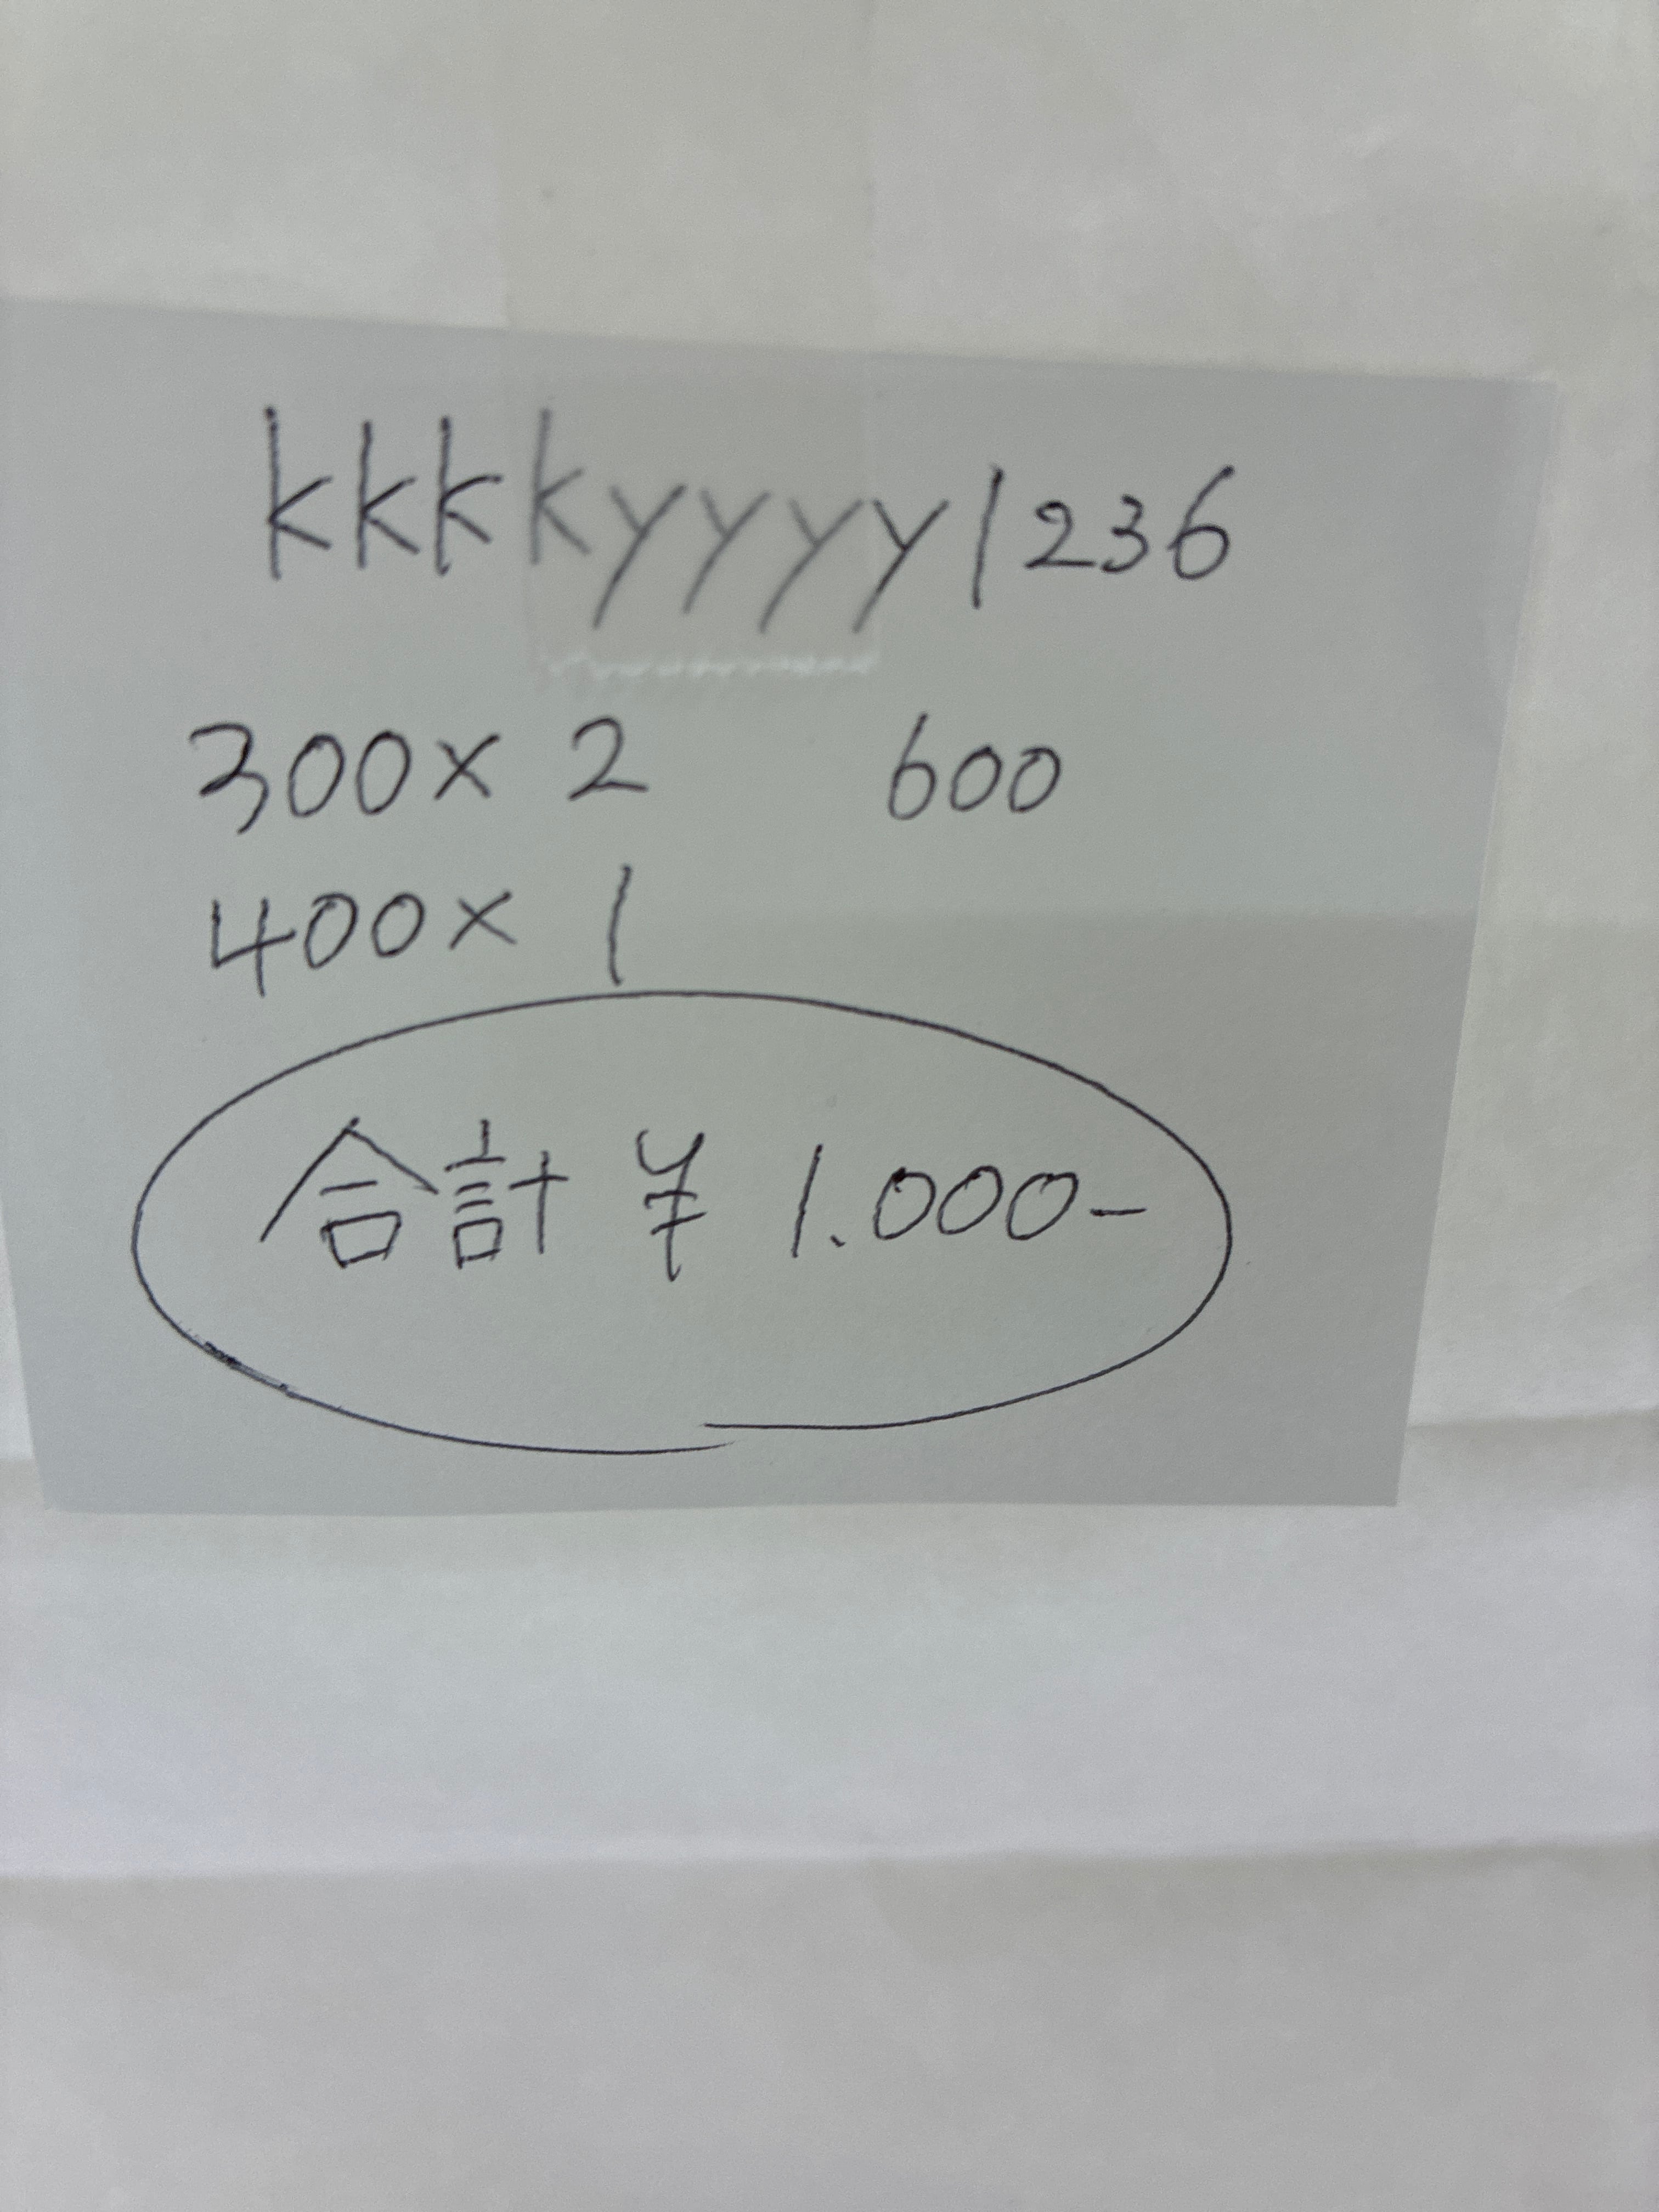 kkkkyyyy1236
300× 2 600
400× 1
合計 ¥ 1.000-